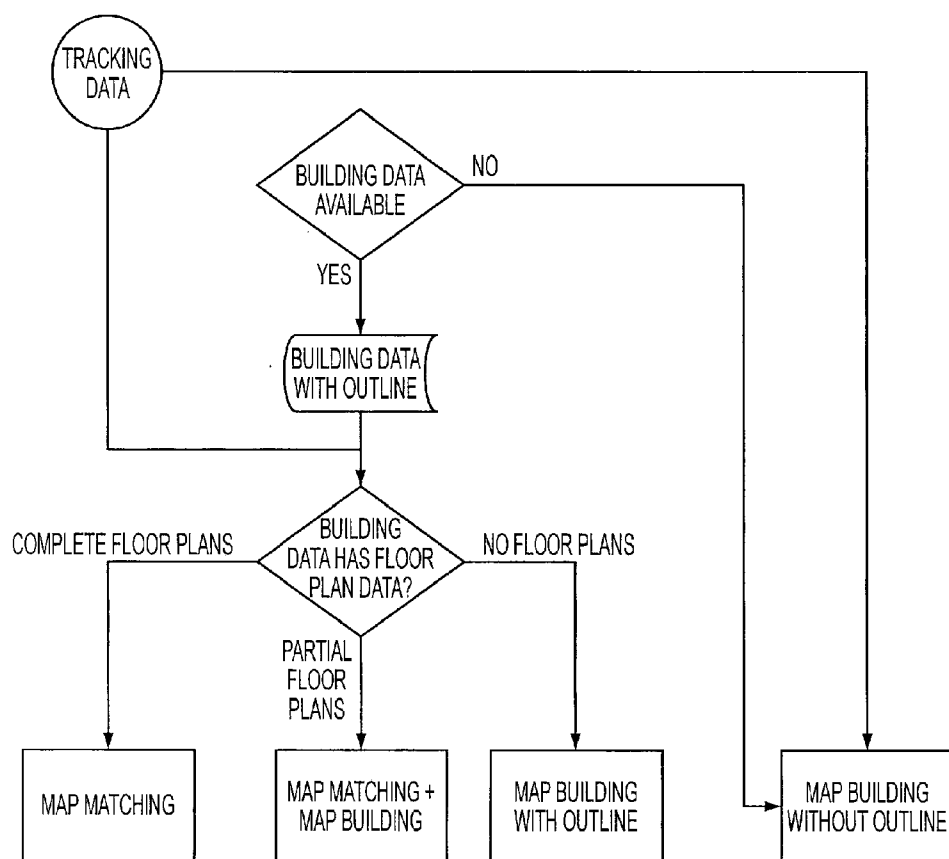 TRACKING
DATA
BUILDING DATA
AVAILABLE
NO
YES
BUILDING DATA
WITH OUTLINE
BUILDING
DATA HAS FLOOR
PLAN DATA?
COMPLETE FLOOR PLANS
NO FLOOR PLANS
PARTIAL
FLOOR
PLANS
MAP MATCHING
MAP MATCHING +
MAP BUILDING
MAP BUILDING
WITH OUTLINE
MAP BUILDING
WITHOUT OUTLINE